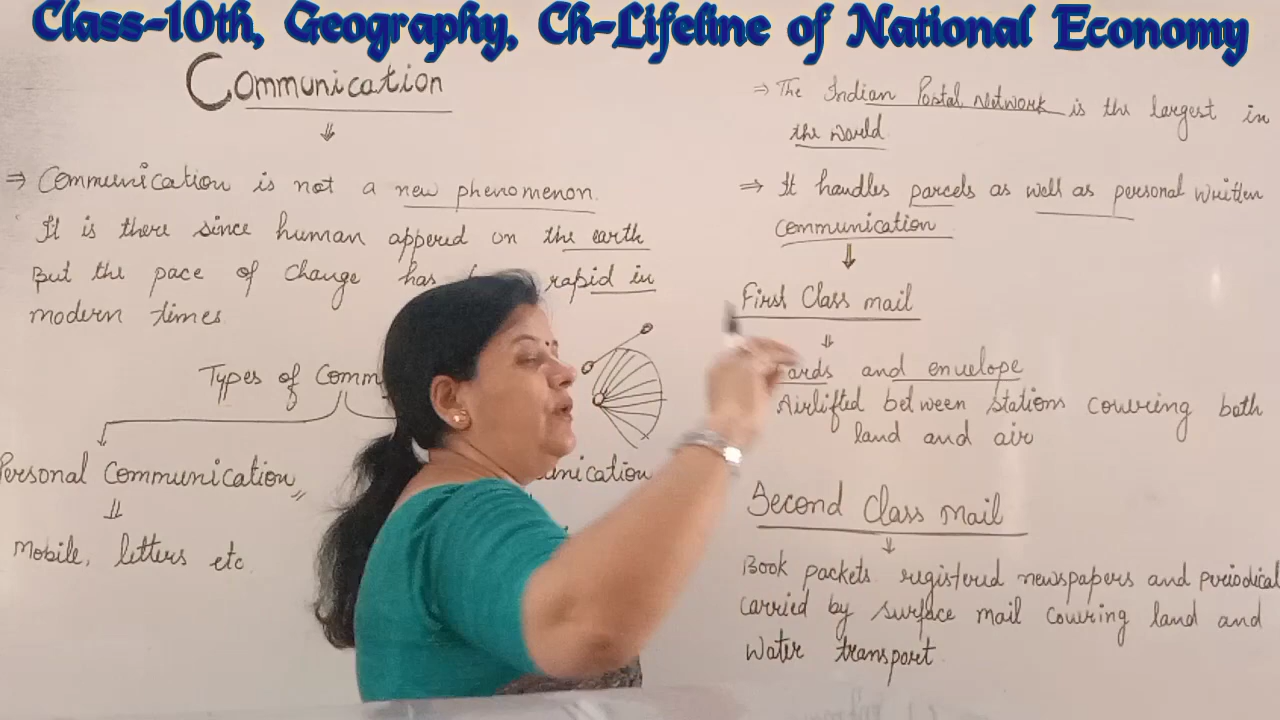 Class-10th, Geography, Ch-Lifeline of National Economy
Communication
⇒ Communication is not a new phenomenon.
It is there since human appered on the earth
But the pace of change has rapid in
modern times
Types of Comm
Personal Communication
Mobile, letters etc
unication
⇒ The Indian Postal network is the largest in
the world.
⇒ It handles parcels as well as personal written
communication
First Class mail
Cards and envelope
Airlifted between stations covering both
land and air
Second Class mail
Book packets registered newspapers and periodical
carried by surface mail covering land and
water transport